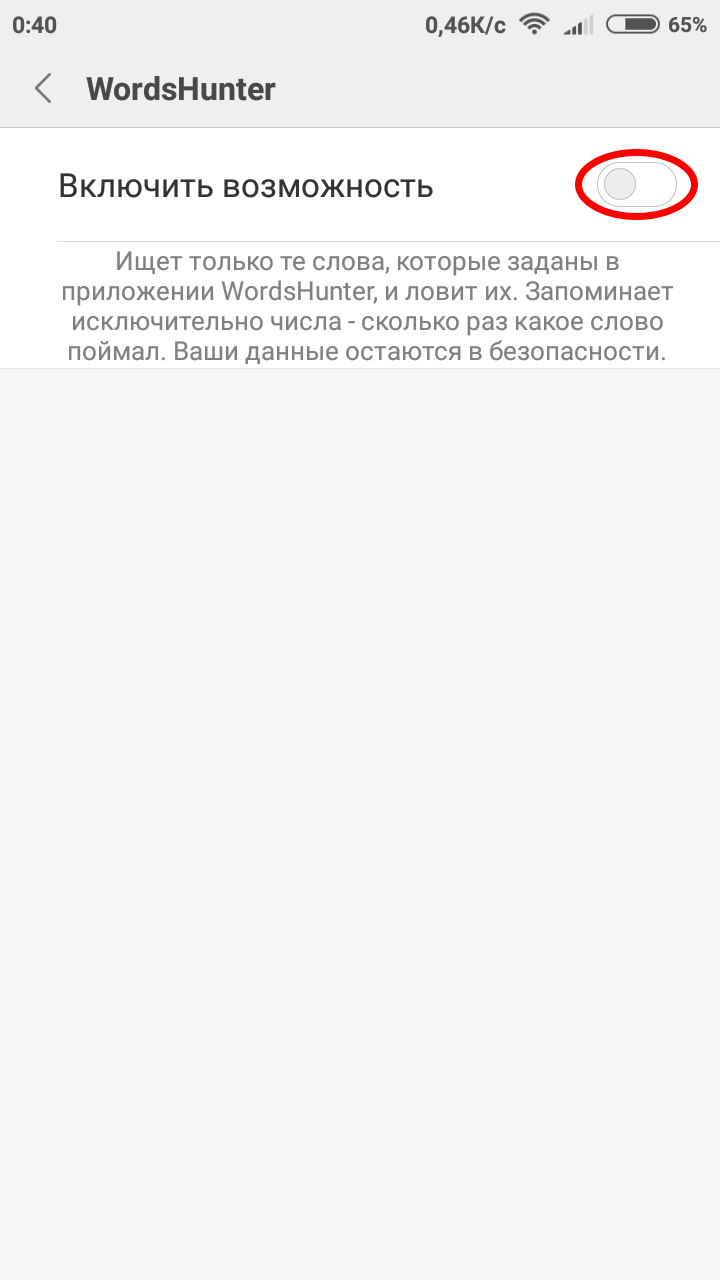 0:40 0,46К/с 65%
WordsHunter
Включить возможность
Ищет только те слова, которые заданы в
приложении WordsHunter, и ловит их. Запоминает
исключительно числа - сколько раз какое слово
поймал. Ваши данные остаются в безопасности.